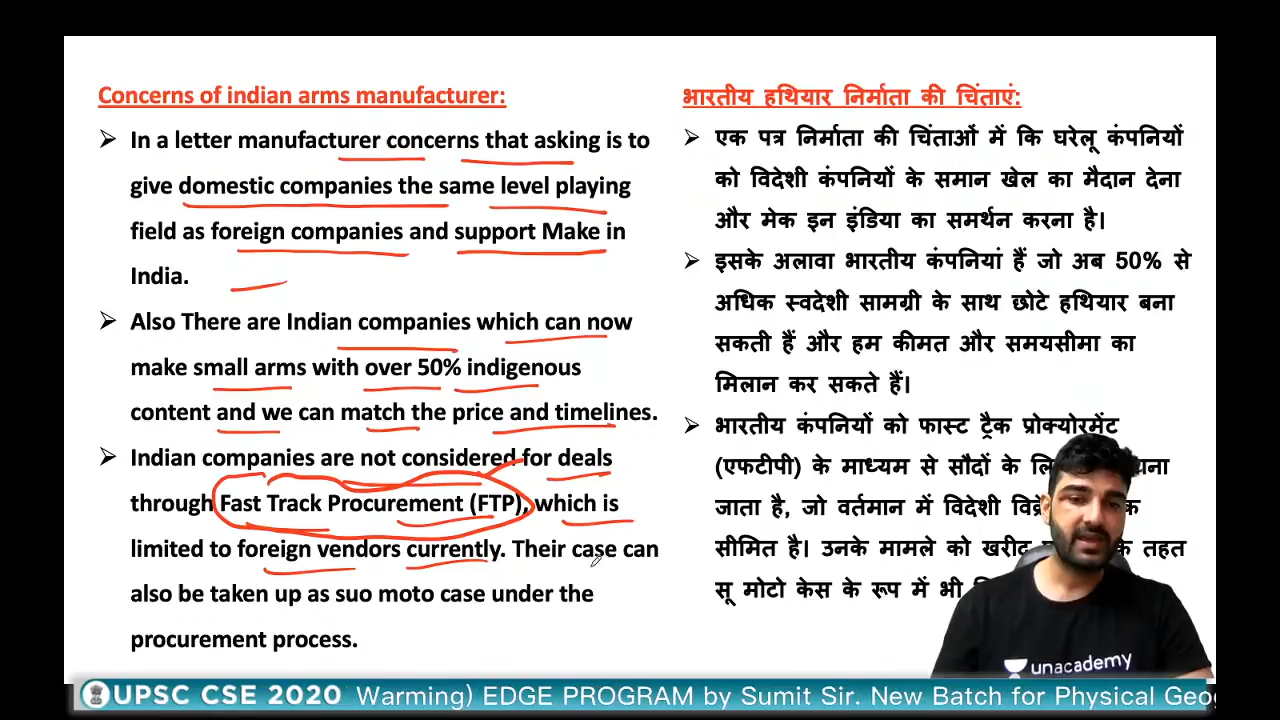 Concerns of indian arms manufacturer:
In a letter manufacturer concerns that asking is to
give domestic companies the same level playing
field as foreign companies and support Make in
India.
Also There are Indian companies which can now
make small arms with over 50% indigenous
content and we can match the price and timelines.
Indian companies are not considered for deals
through Fast Track Procurement (FTP), which is
limited to foreign vendors currently. Their case can
also be taken up as suo moto case under the
procurement process.
भारतीय हथियार निर्माता की चिंताएं:
एक पत्र निर्माता की चिंताओं में कि घरेलू कंपनियों
को विदेशी कंपनियों के समान खेल का मैदान देना
और मेक इन इंडिया का समर्थन करना है।
इसके अलावा भारतीय कंपनियां हैं जो अब 50% से
अधिक स्वदेशी सामग्री के साथ छोटे हथियार बना
सकती हैं और हम कीमत और समयसीमा का
मिलान कर सकते हैं।
भारतीय कंपनियों को फास्ट ट्रैक प्रोक्योरमेंट
(एफटीपी) के माध्यम से सौदों के
जाता है, जो वर्तमान में विदेशी
सीमित है। उनके मामले को खरीद तहत
सू मोटो केस के रूप में भी
unacademy
UPSC CSE 2020 Warming) EDGE PROGRAM by Sumit Sir. New Batch for Physical